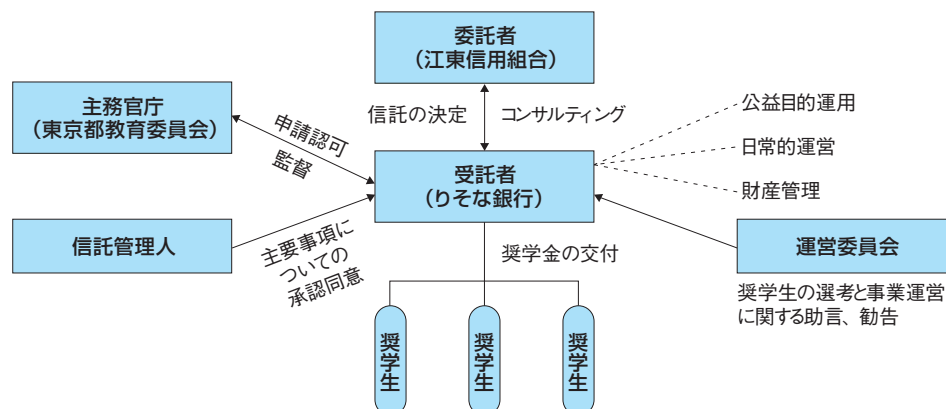 委託者
（江東信用組合）
主務官庁
（東京都教育委員会）
信託の決定
コンサルティング
公益目的運用
日常的運営
財産管理
申請認可
監督
受託者
（りそな銀行）
信託管理人
主要事項に
ついての
承認同意
奨学金の交付
運営委員会
奨学生の選考と事業運営
に関する助言、勧告
奨学生
奨学生
奨学生